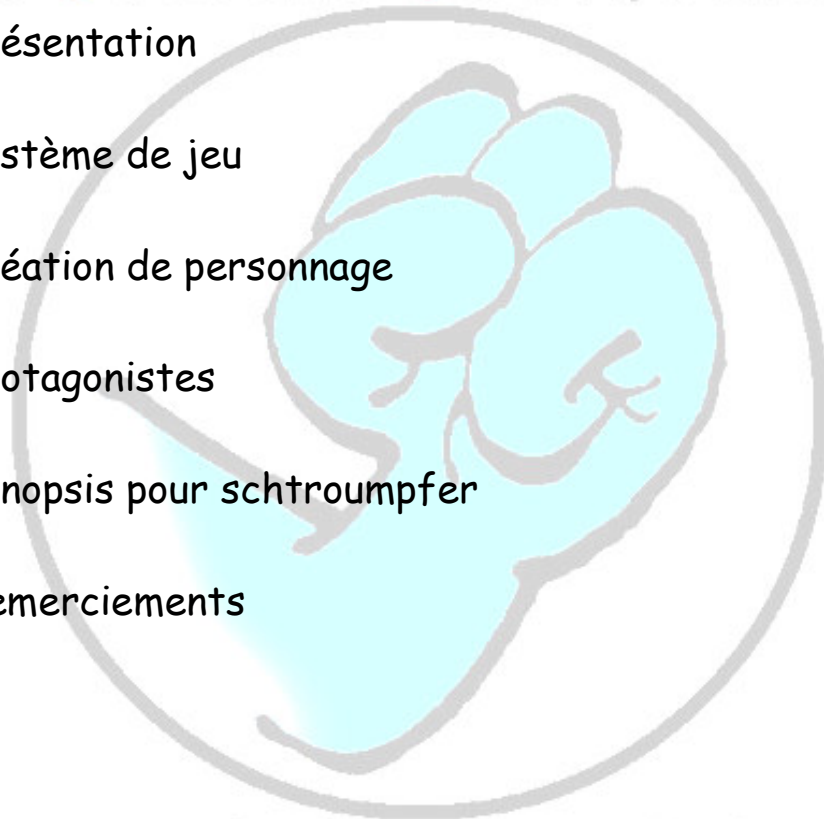 ésentation
stème de jeu
éation de personnage
otagonistes
nopsis pour schtroumpfer
emerciements